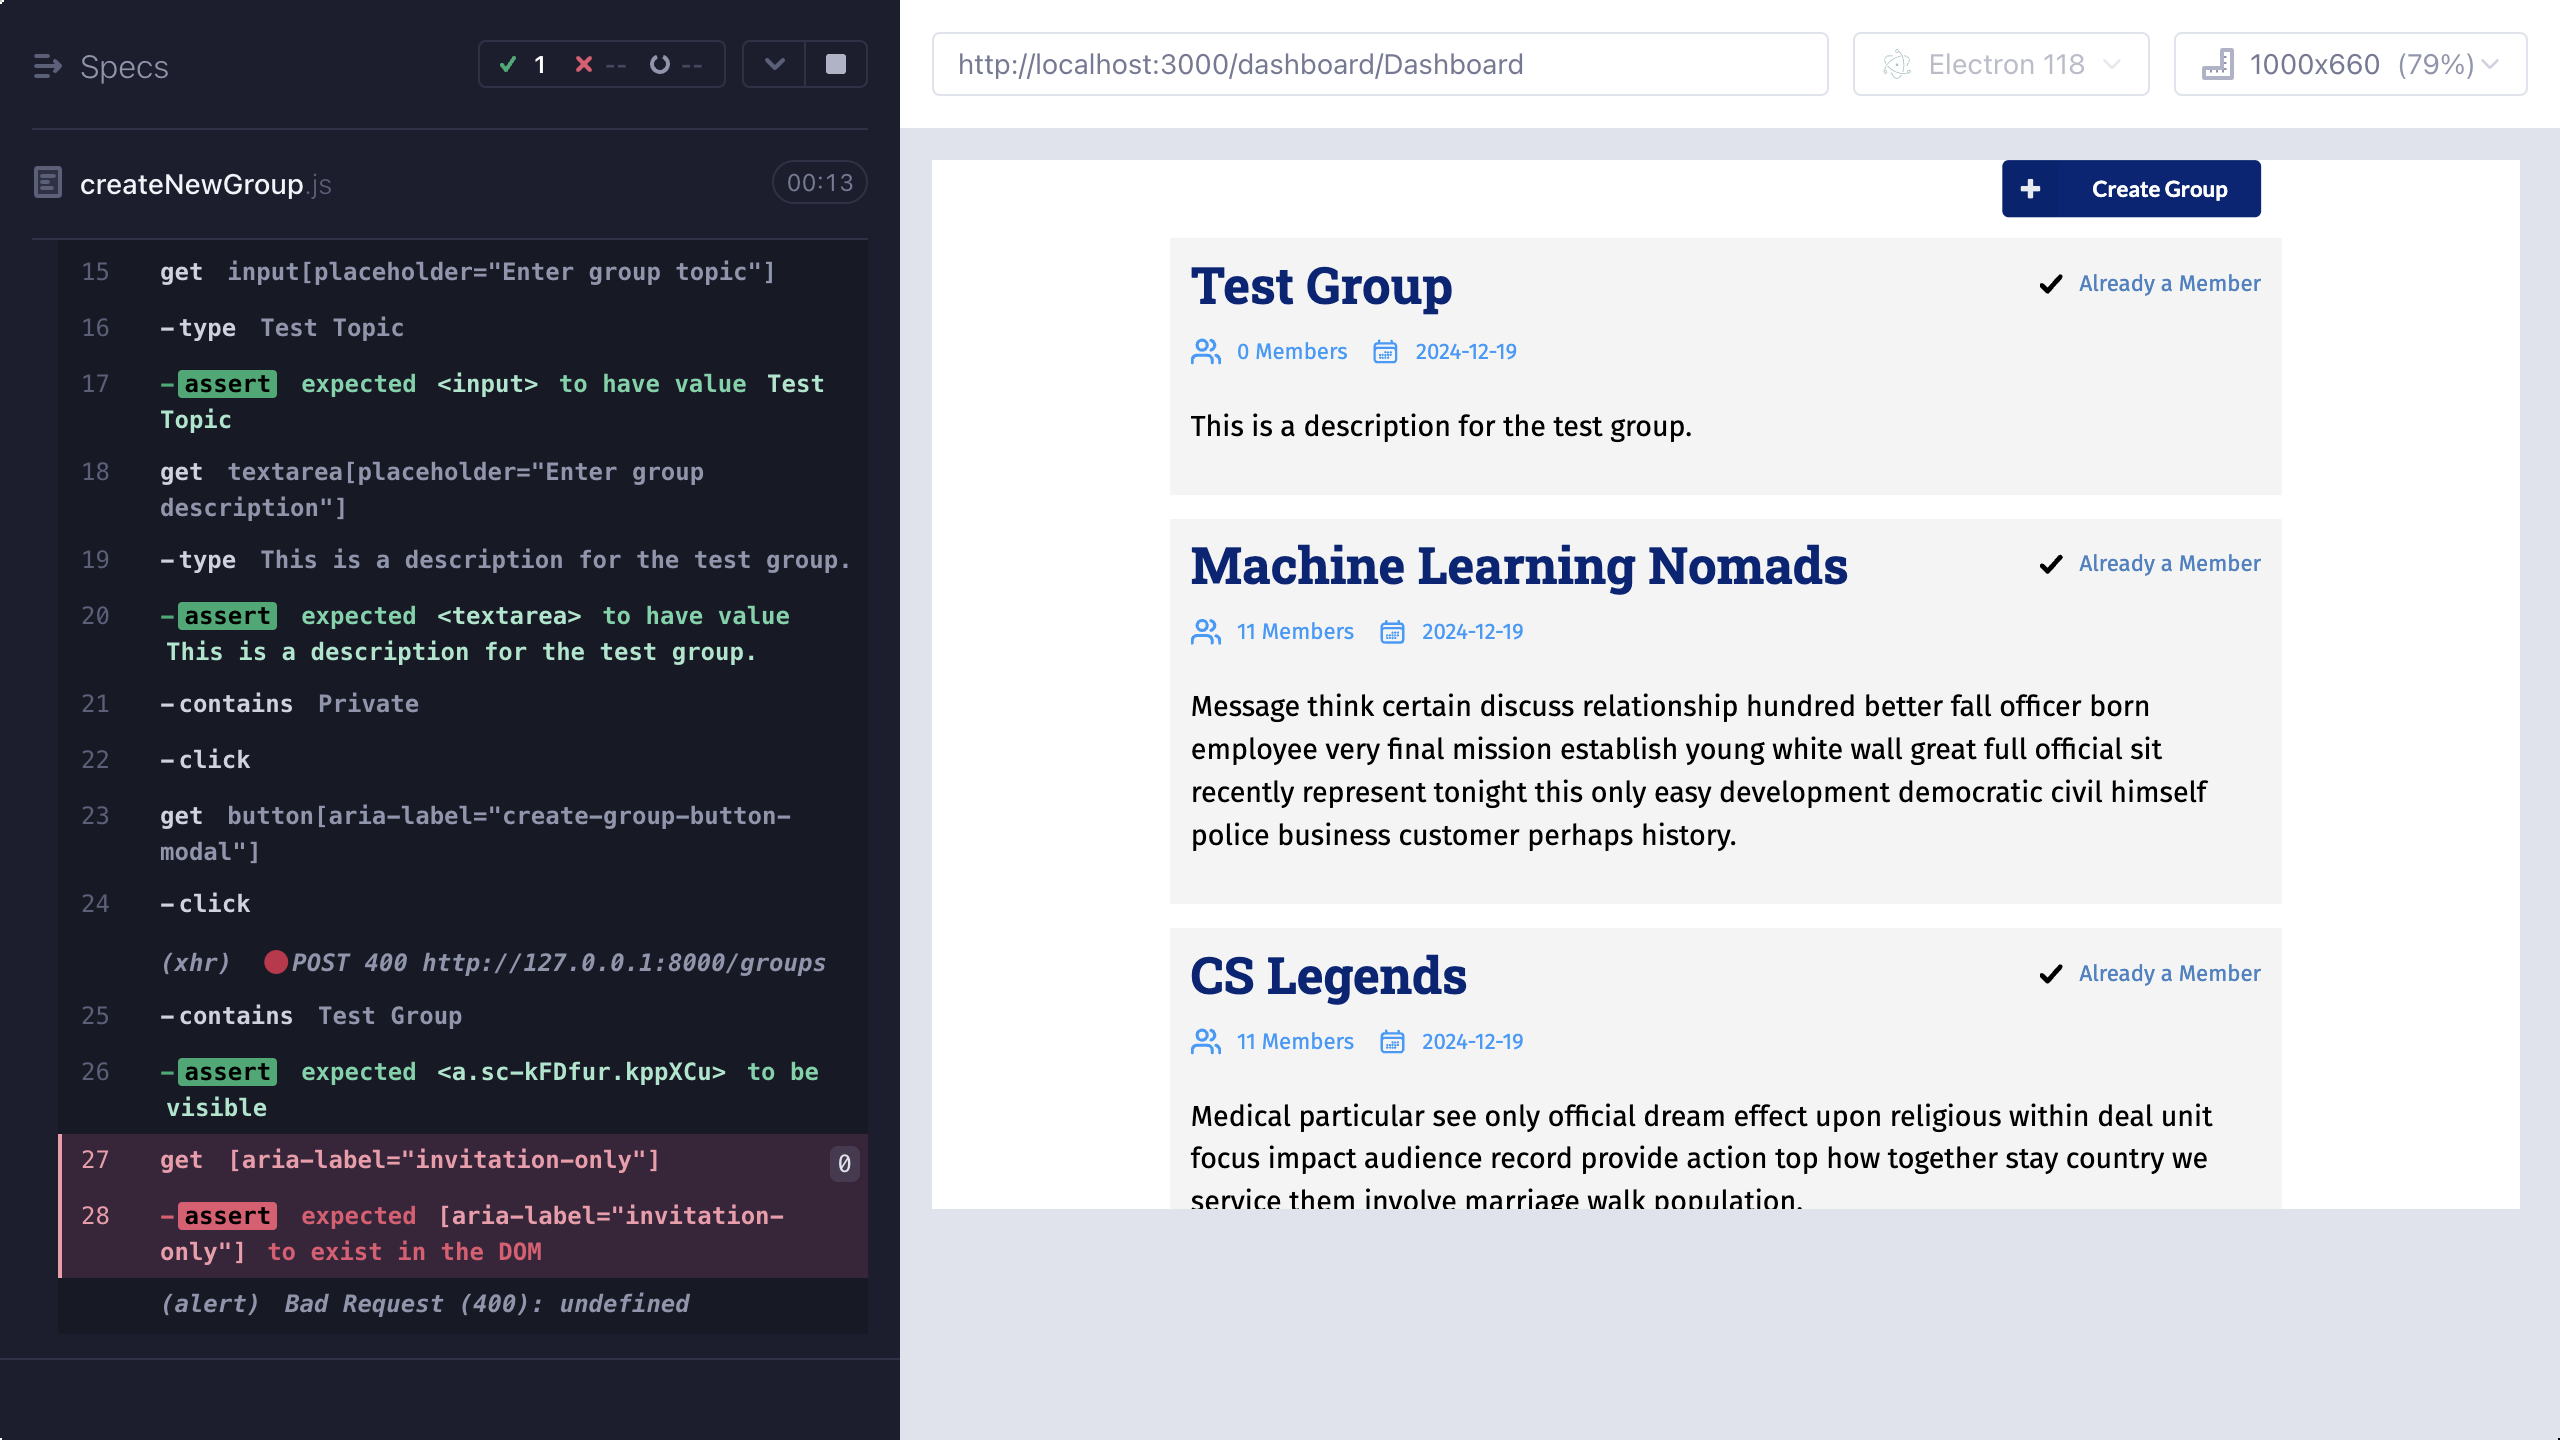 Specs
1 -- --
createNewGroup.js
00:13
15 get input[placeholder="Enter group topic"]
16 -type Test Topic
17 -assert expected <input> to have value Test
Topic
18 get textarea[placeholder="Enter group
description"]
19 -type This is a description for the test group.
20 -assert expected <textarea> to have value
This is a description for the test group.
21 -contains Private
22 -click
23 get button[aria-label="create-group-button-
modal"]
24 -click
(xhr) POST 400 http://127.0.0.1:8000/groups
25 -contains Test Group
26 -assert expected <a.sc-kFDfur.kppXCu> to be
visible
27 get [aria-label="invitation-only"] 0
28 -assert expected [aria-label="invitation-
only"] to exist in the DOM
(alert) Bad Request (400): undefined
http://localhost:3000/dashboard/Dashboard
Electron 118
1000x660 (79%)
Create Group
Test Group
Already a Member
0 Members 2024-12-19
This is a description for the test group.
Machine Learning Nomads
Already a Member
11 Members 2024-12-19
Message think certain discuss relationship hundred better fall officer born
employee very final mission establish young white wall great full official sit
recently represent tonight this only easy development democratic civil himself
police business customer perhaps history.
CS Legends
Already a Member
11 Members 2024-12-19
Medical particular see only official dream effect upon religious within deal unit
focus impact audience record provide action top how together stay country we
service them involve marriage walk population.